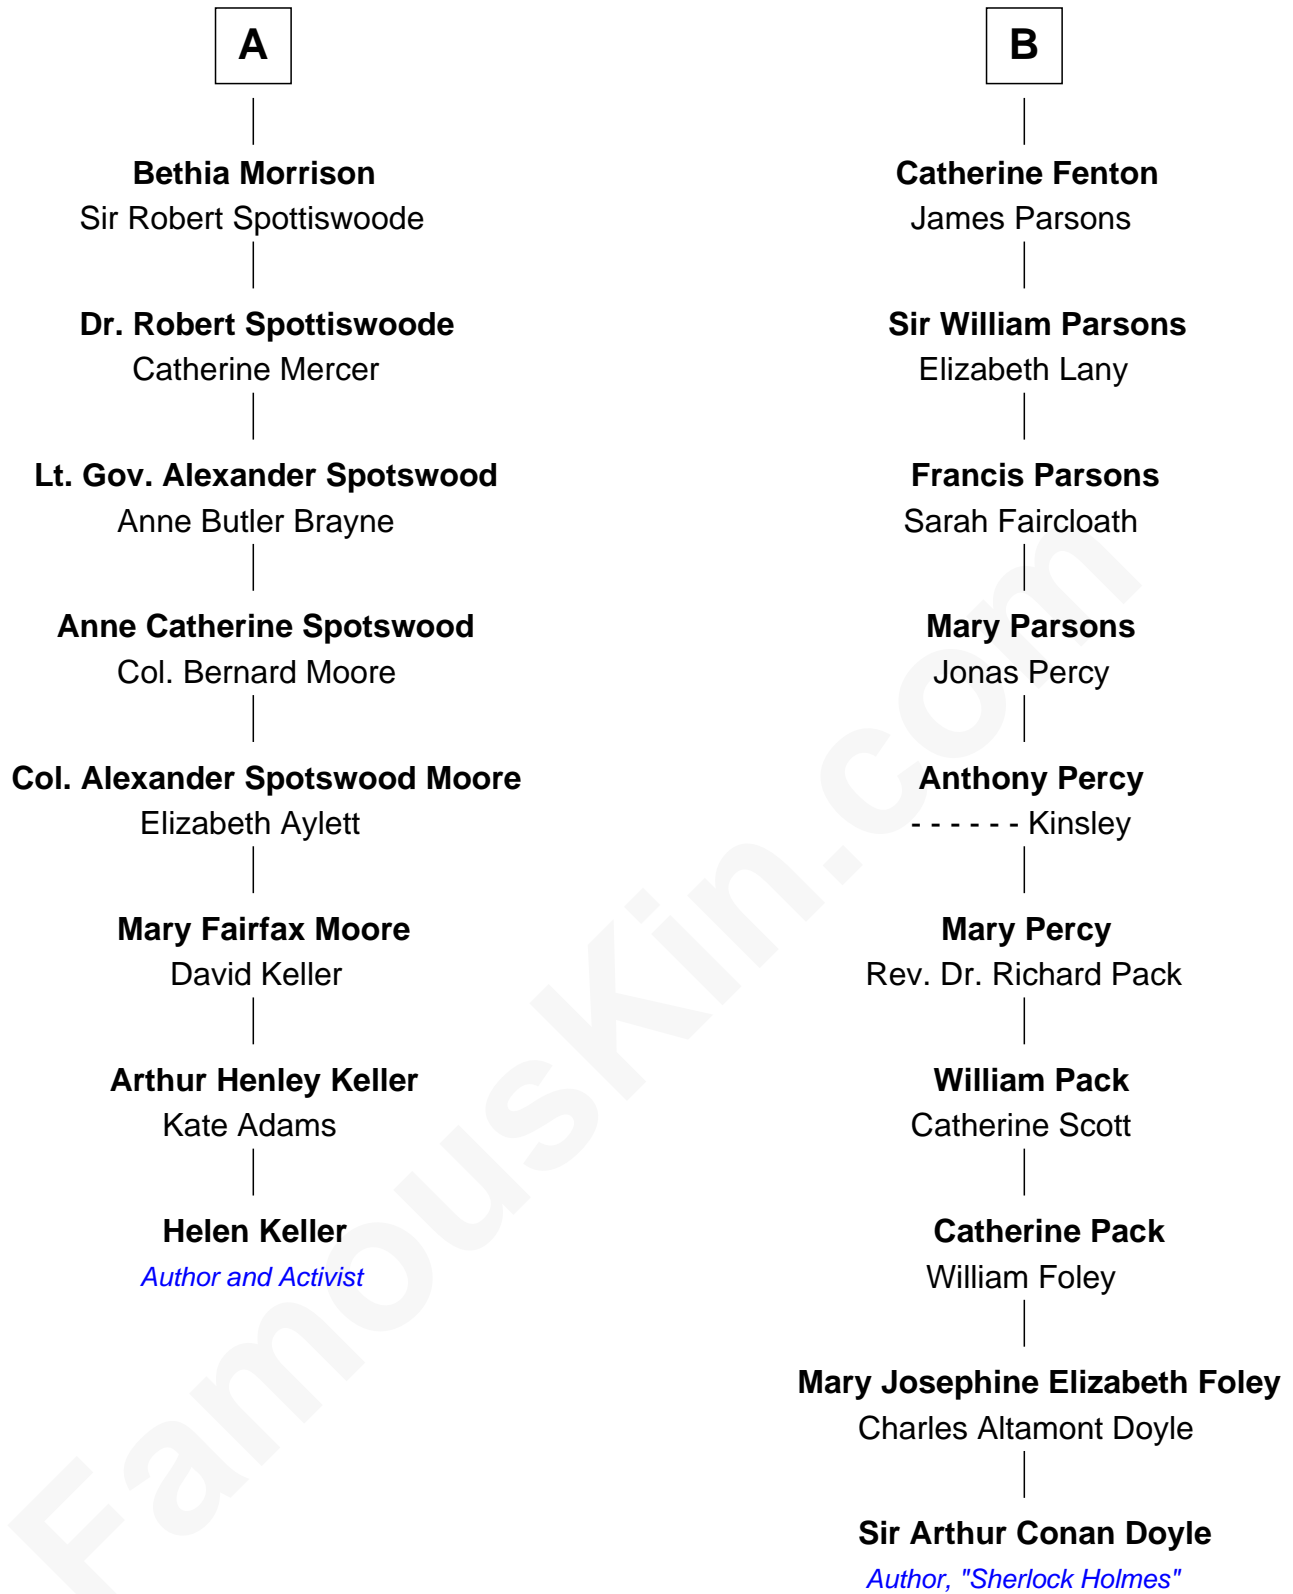 A
Bethia Morrison
Sir Robert Spottiswoode
Dr. Robert Spottiswoode
Catherine Mercer
Lt. Gov. Alexander Spotswood
Anne Butler Brayne
Anne Catherine Spotswood
Col. Bernard Moore
Col. Alexander Spotswood Moore
Elizabeth Aylett
Mary Fairfax Moore
David Keller
Arthur Henley Keller
Kate Adams
Helen Keller
Author and Activist
B
Catherine Fenton
James Parsons
Sir William Parsons
Elizabeth Lany
Francis Parsons
Sarah Faircloath
Mary Parsons
Jonas Percy
Anthony Percy
- - - - - - Kinsley
Mary Percy
Rev. Dr. Richard Pack
William Pack
Catherine Scott
Catherine Pack
William Foley
Mary Josephine Elizabeth Foley
Charles Altamont Doyle
Sir Arthur Conan Doyle
Author, "Sherlock Holmes"
FamousKin.com